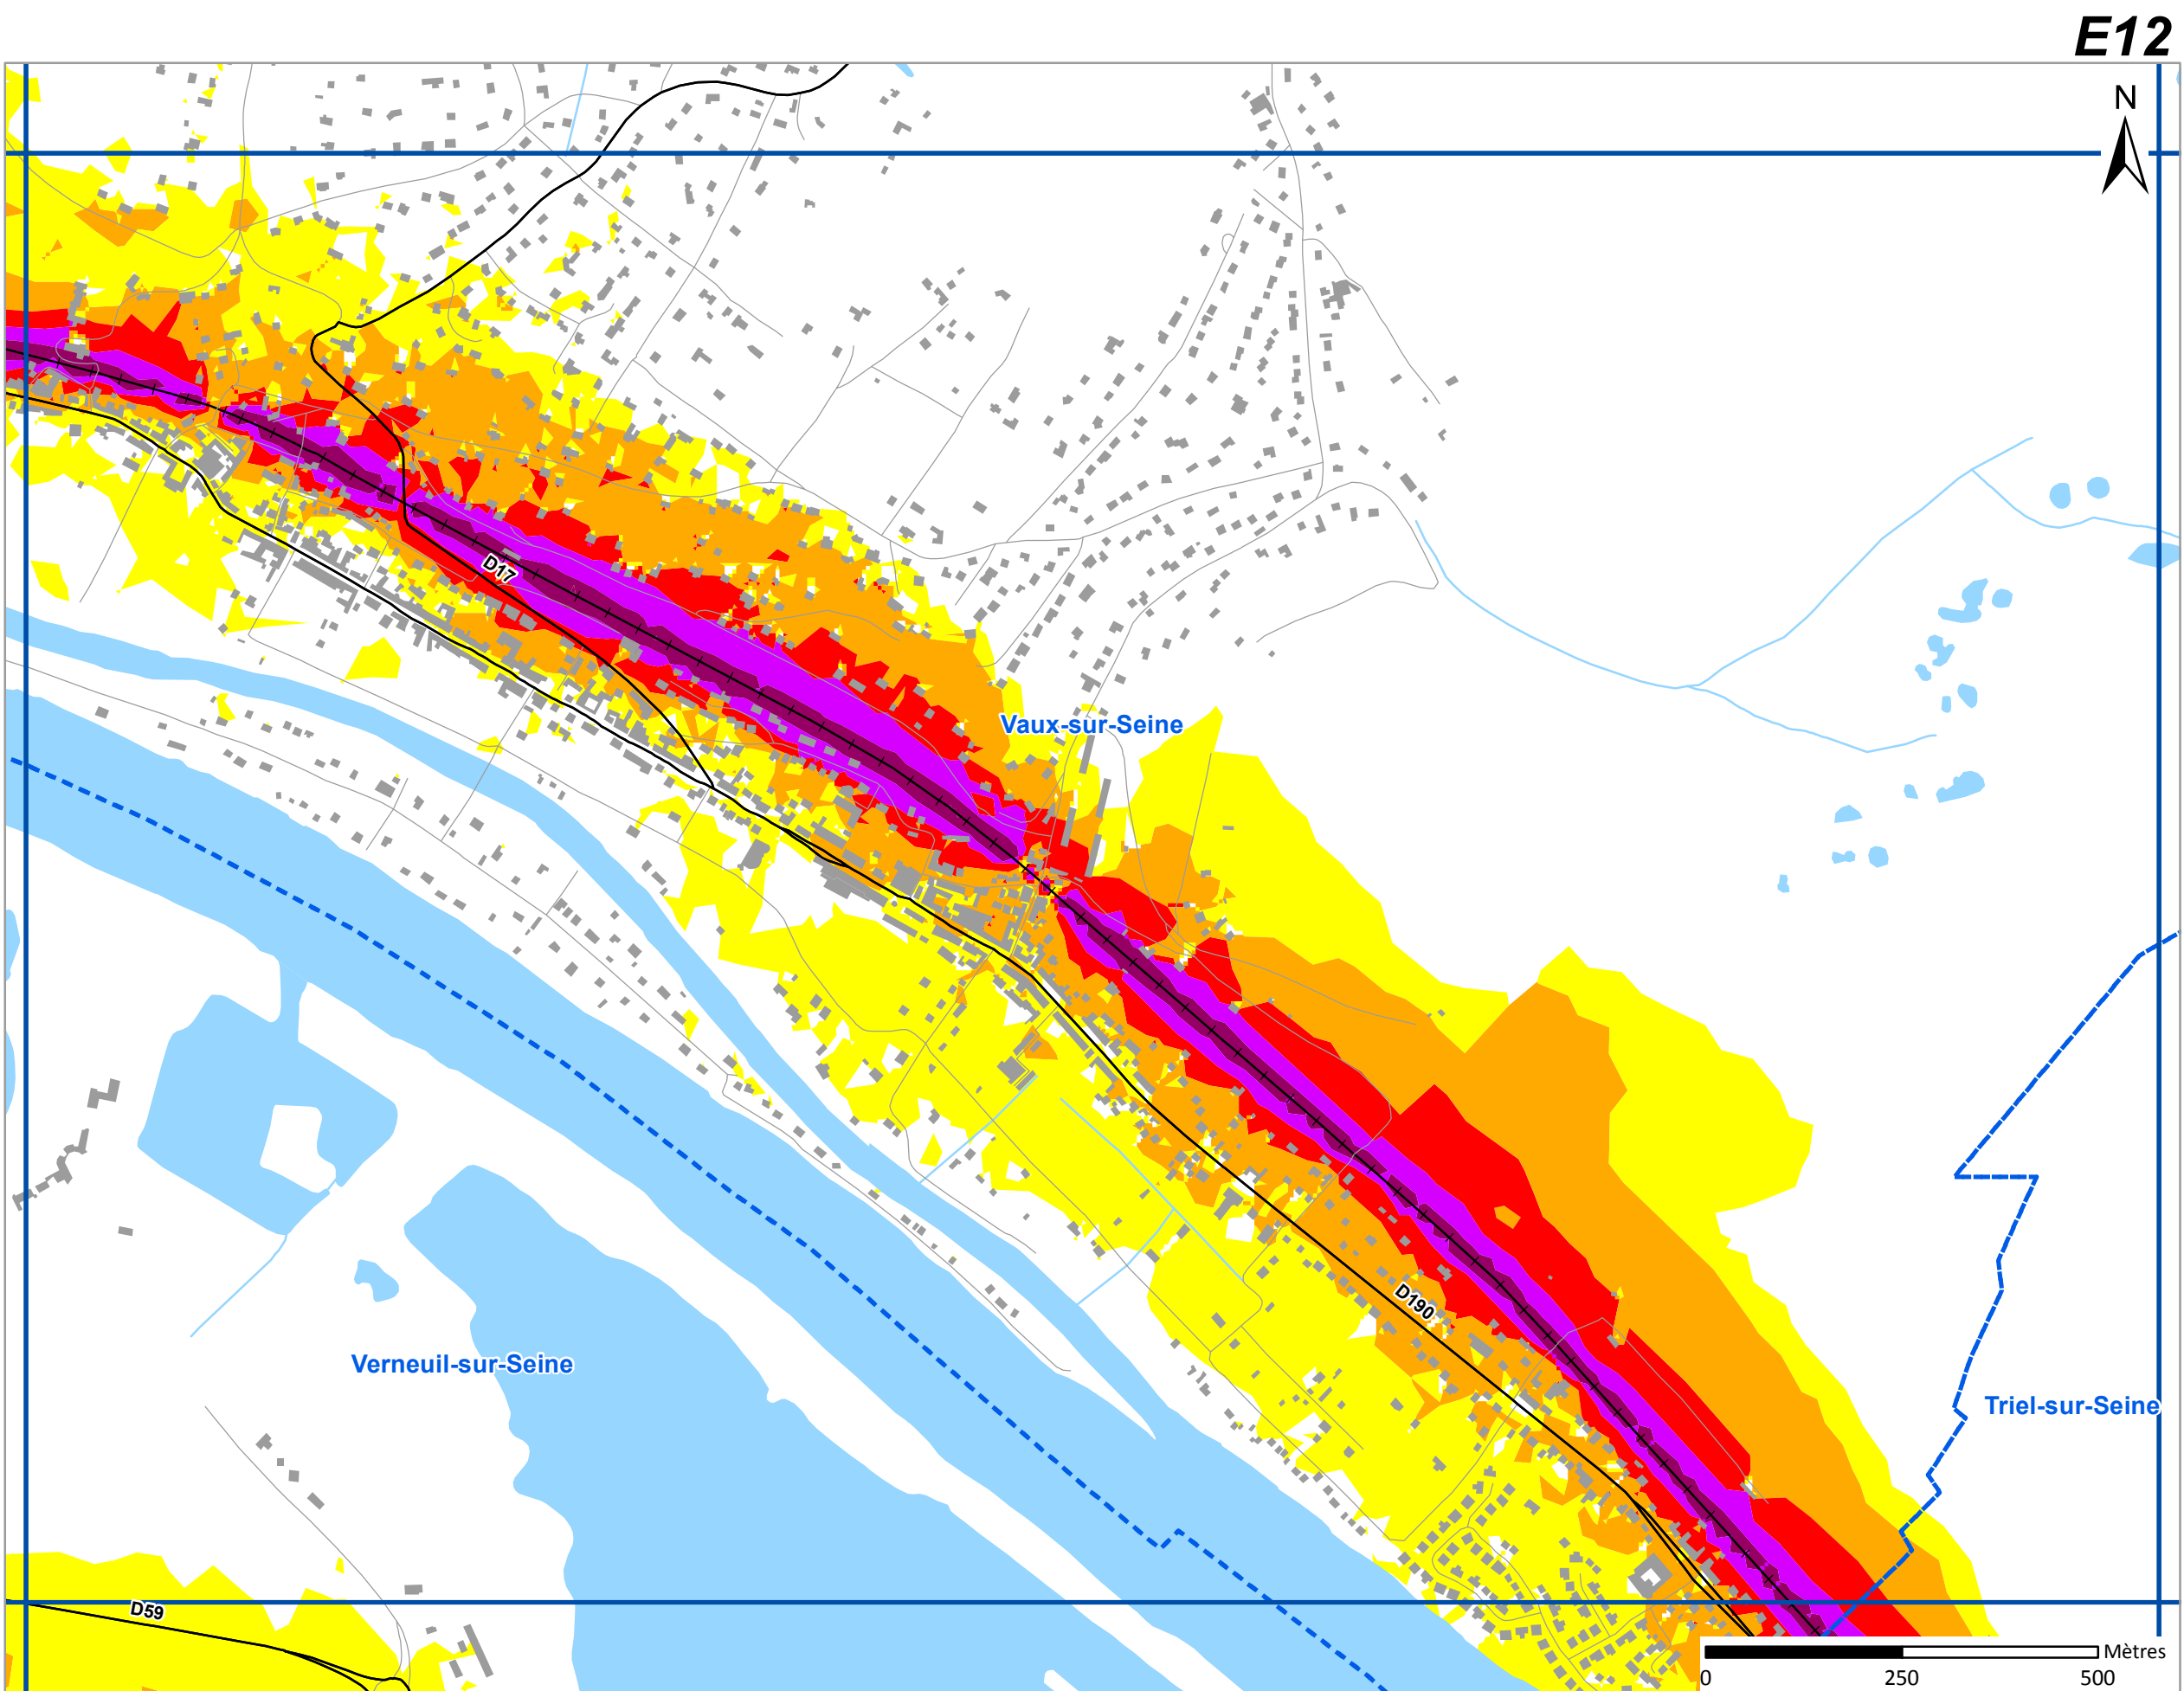 E12
N
D17
Vaux-sur-Seine
D190
Verneuil-sur-Seine
Triel-sur-Seine
D59
Mètres
0 250 500